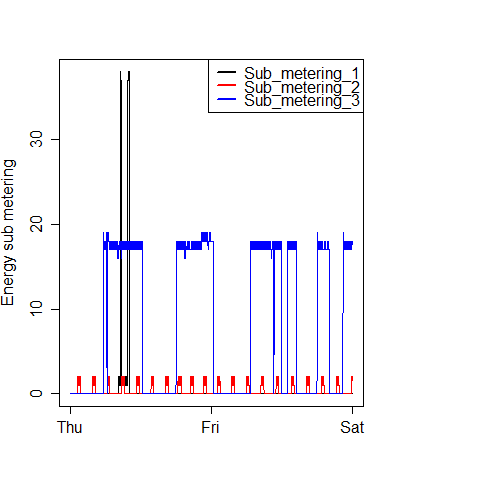 Sub_metering_1
Sub_metering_2
Sub_metering_3
Energy sub metering
30
20
10
0
Thu Fri Sat